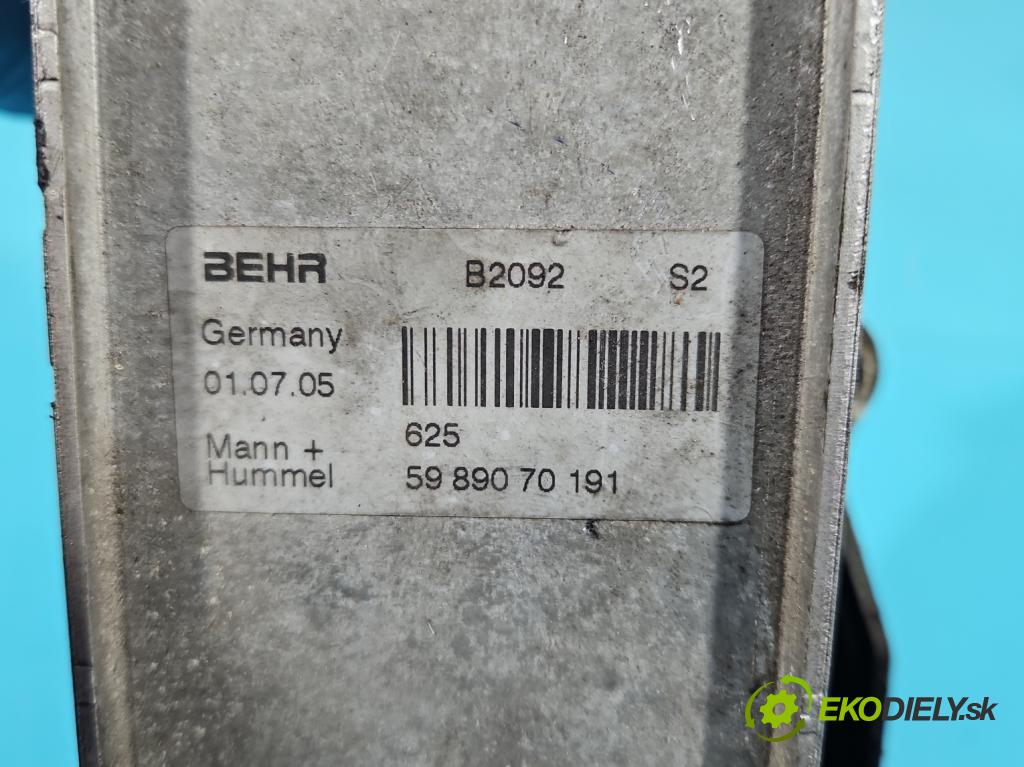 BEHR B2092 S2
Germany
01.07.05
625
Mann +
Hummel 59 890 70 191
EKODIELY.sk